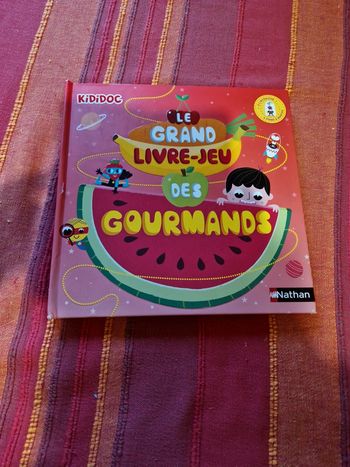 KiDiDOC
LE
GRAND
LIVRE-JEU
DES
GOURMANDS
Nathan